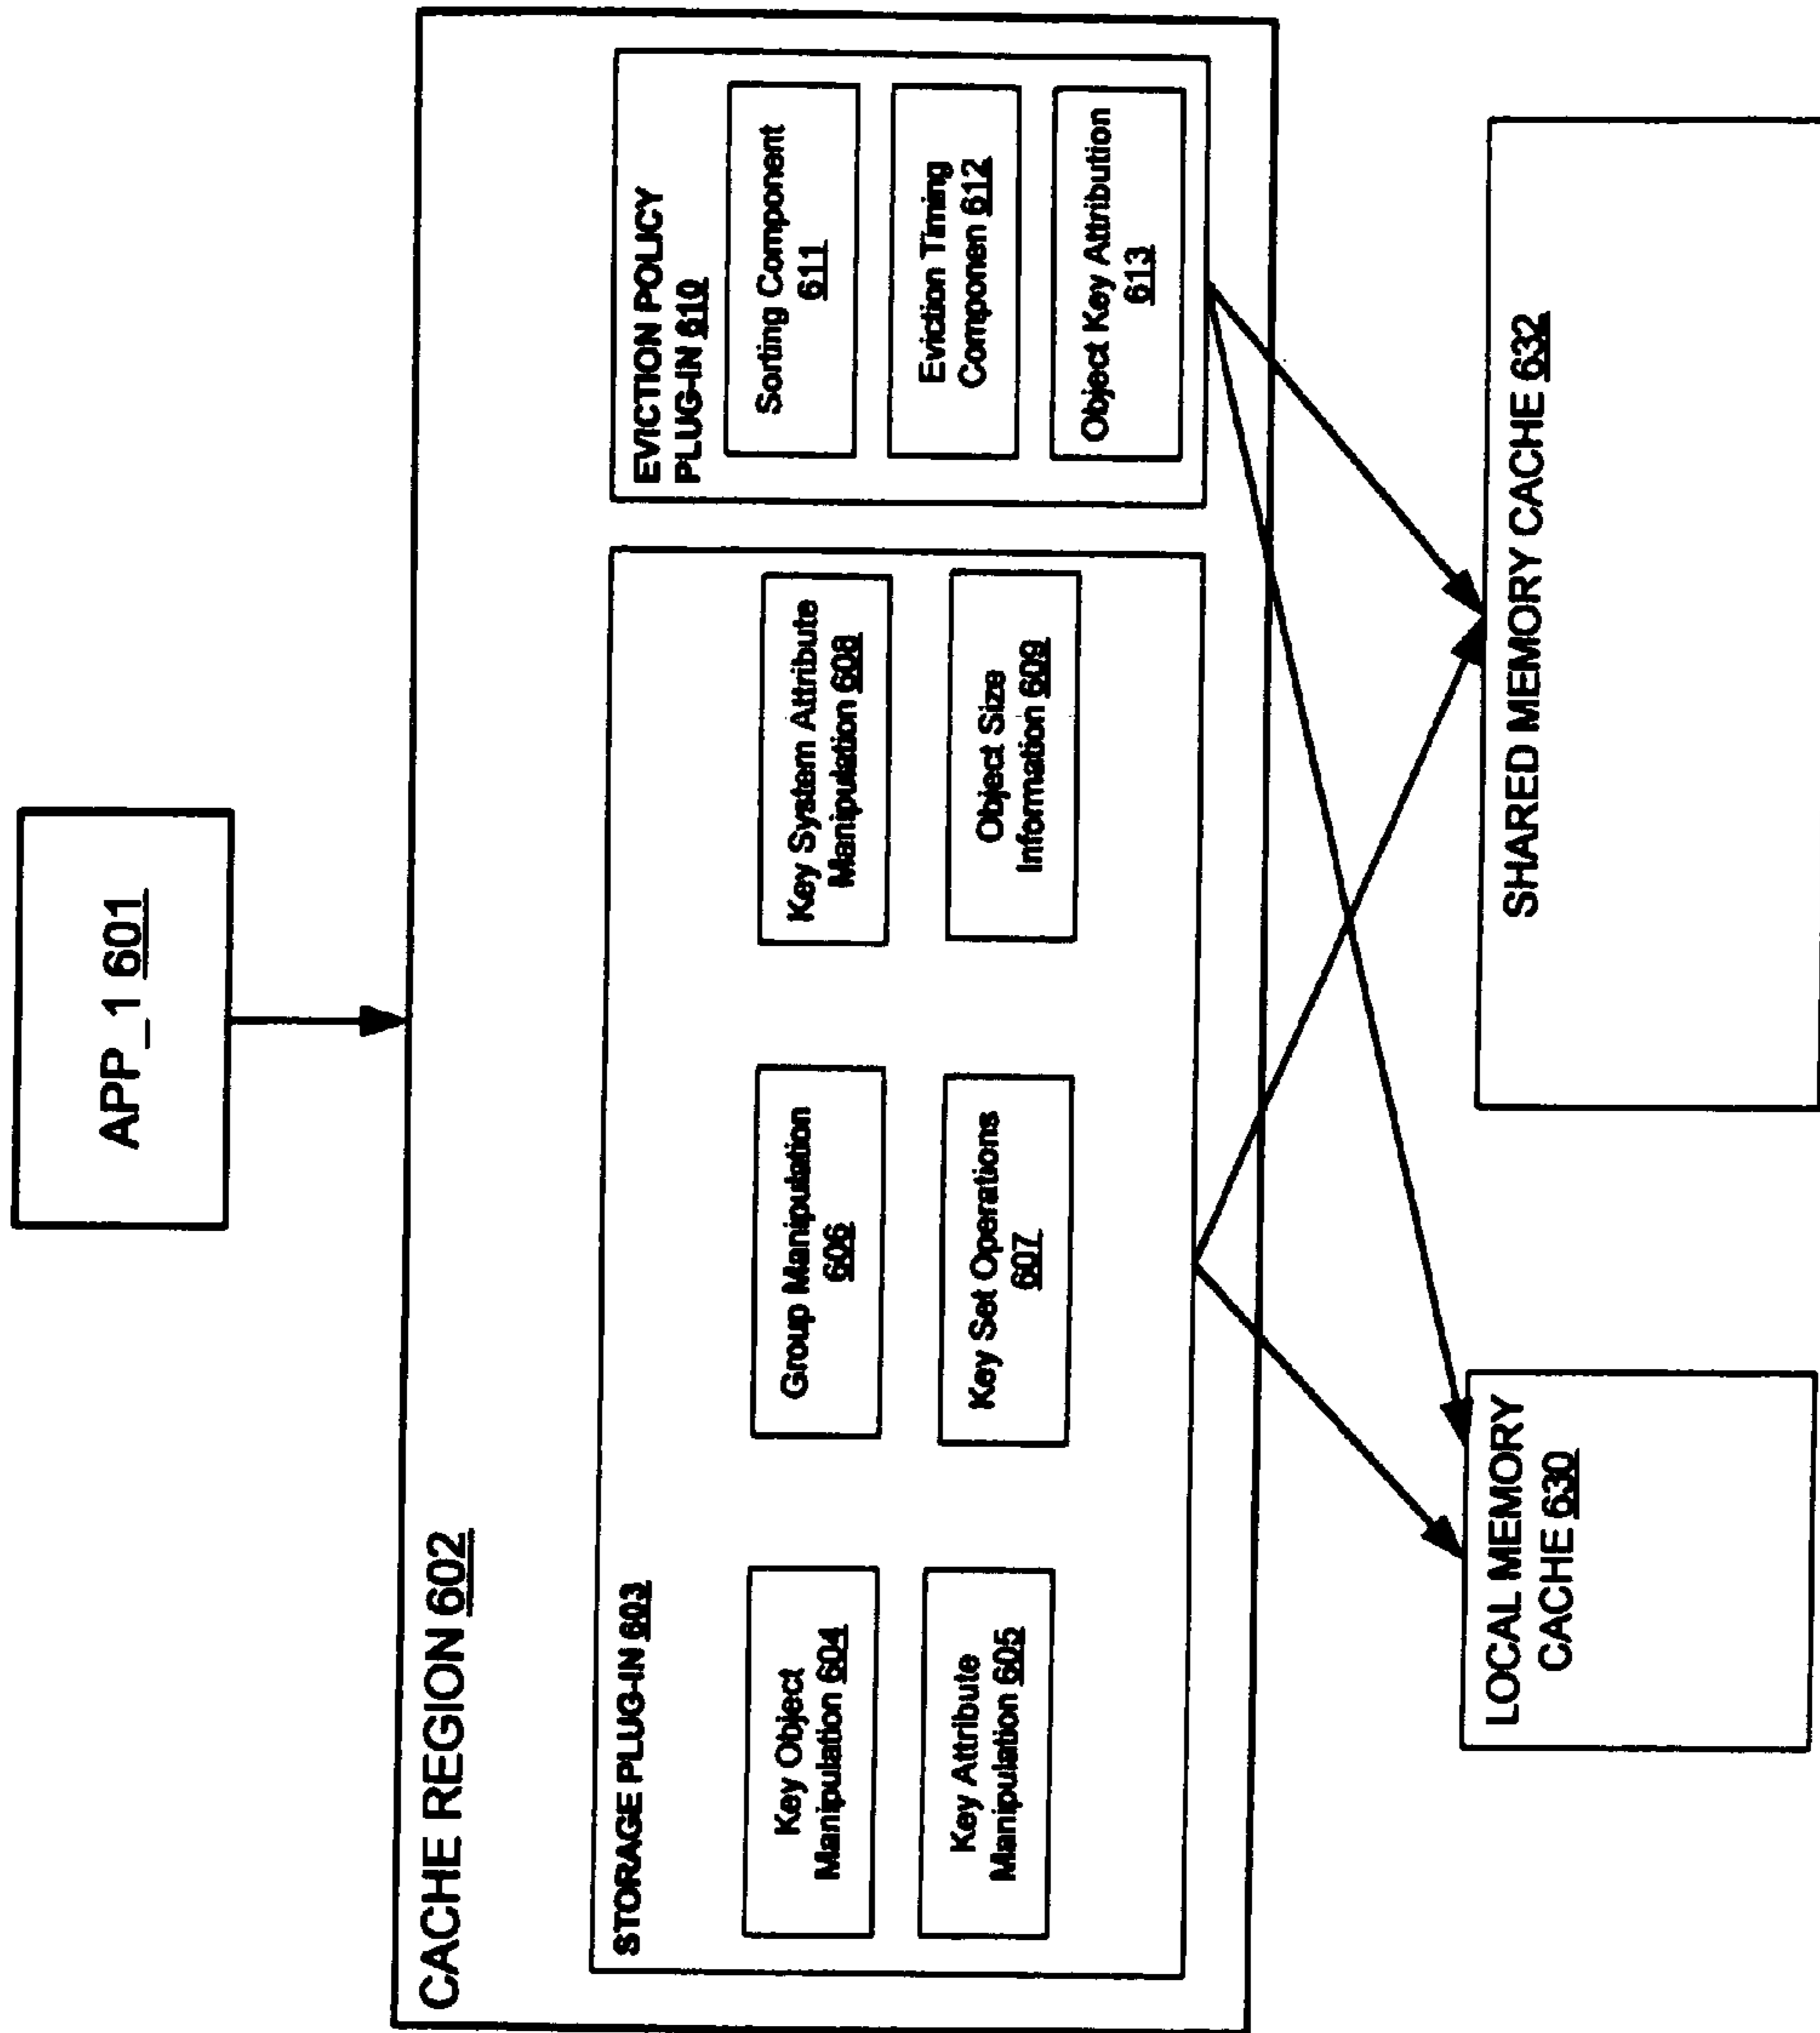 APP_1 601
CACHE REGION 602
STORAGE PLUG-IN 603
Key Object
Manipulation 604
Key Attribute
Manipulation 605
Group Manipulation
606
Key Set Operations
607
Key System Attribute
Manipulation 608
Object Size
Information 609
EVICTION POLICY
PLUG-IN 610
Sorting Component
611
Eviction Timing
Componen 612
Object Key Attribution
613
LOCAL MEMORY
CACHE 630
SHARED MEMORY CACHE 632